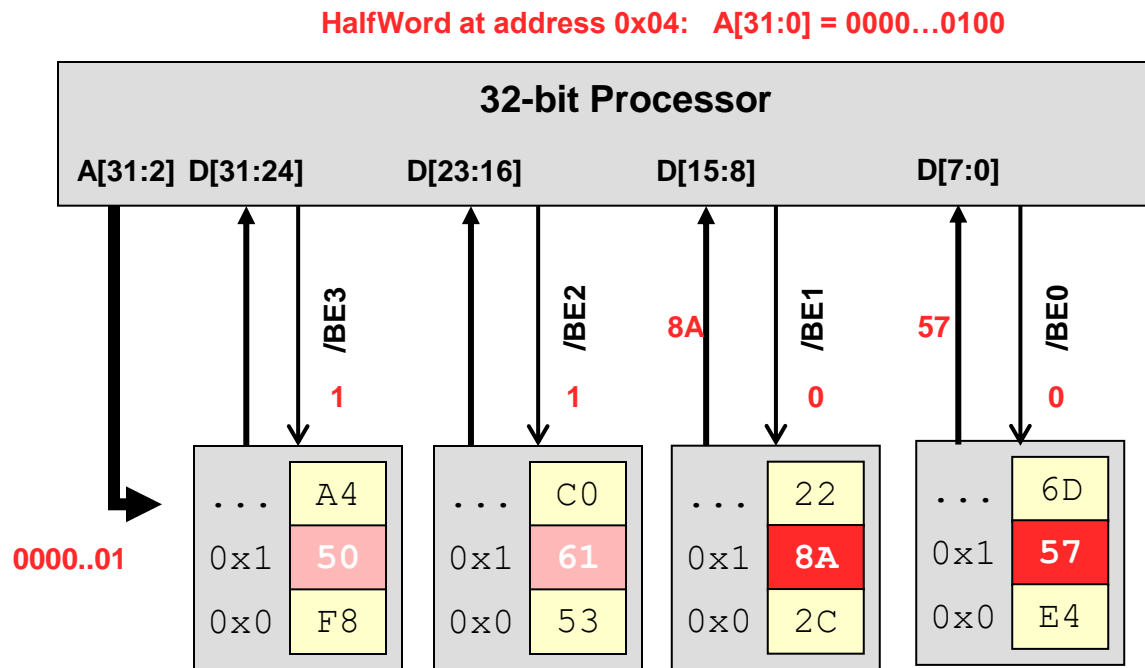 HalfWord at address 0x04: A[31:0] = 0000…0100
32-bit Processor
A[31:2] D[31:24] D[23:16] D[15:8] D[7:0]
/BE3 /BE2 /BE1 /BE0
8A 57
1 1 0 0
... A4 ... C0 ... 22 ... 6D
0000..01 0x1 50 0x1 61 0x1 8A 0x1 57
0x0 F8 0x0 53 0x0 2C 0x0 E4